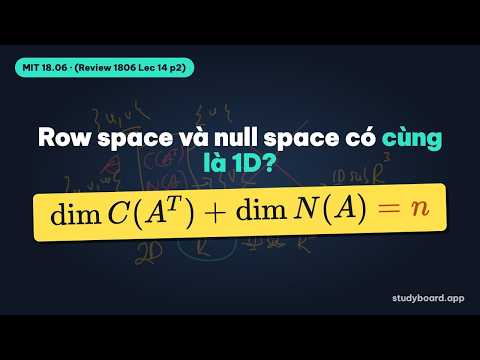 MIT 18.06 · (Review 1806 Lec 14 p2)
Row space và null space có cùng
là 1D?
dim C(A^T) + dim N(A) = n
2D
studyboard.app